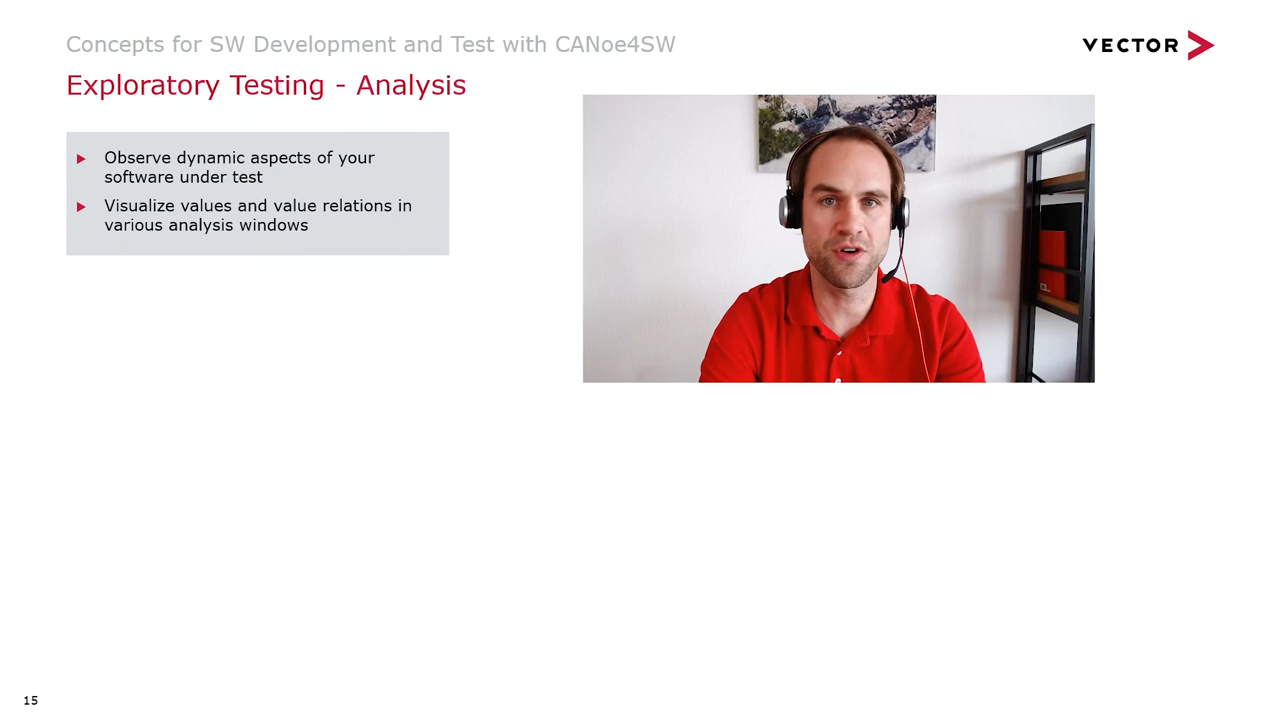 Concepts for SW Development and Test with CANoe4SW
VECTOR
Exploratory Testing - Analysis
Observe dynamic aspects of your
software under test
Visualize values and value relations in
various analysis windows
15